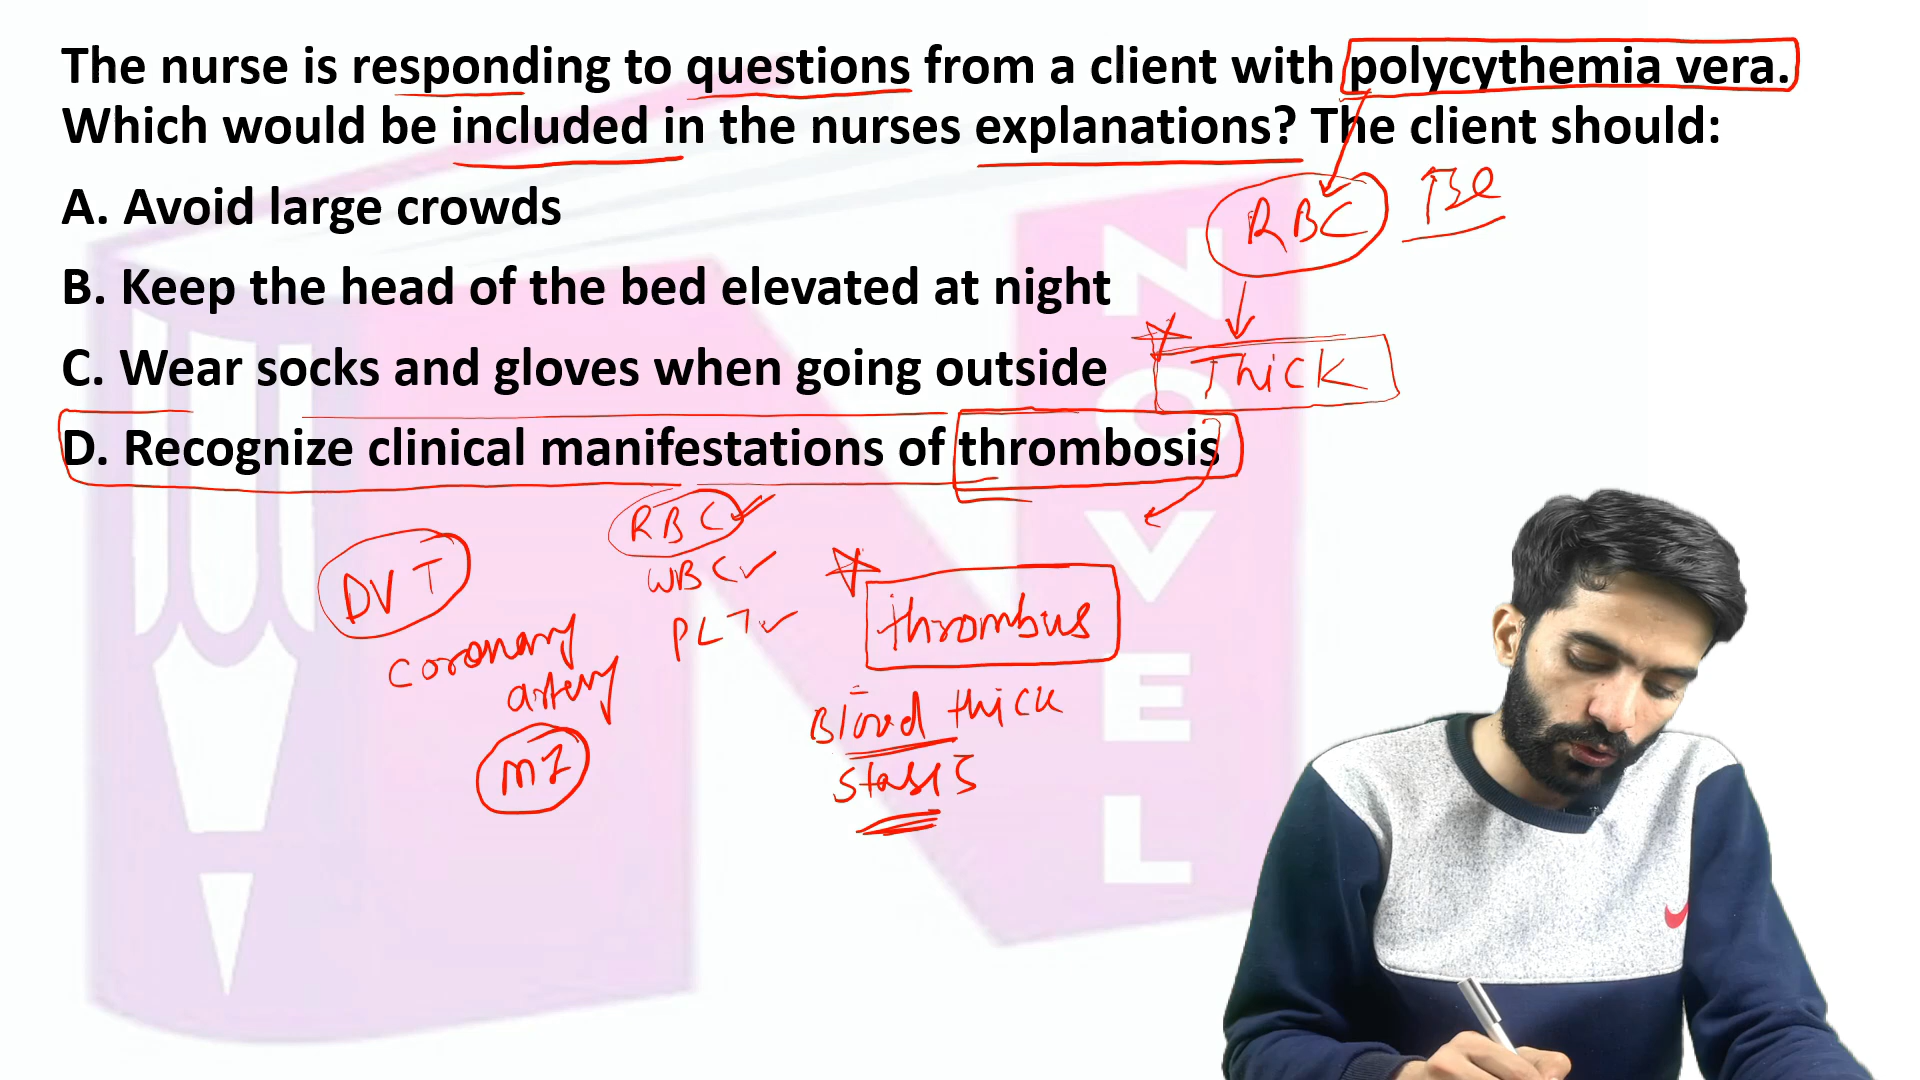 The nurse is responding to questions from a client with polycythemia vera.
Which would be included in the nurses explanations? The client should:
A. Avoid large crowds
RBC
B. Keep the head of the bed elevated at night
C. Wear socks and gloves when going outside
Thick
D. Recognize clinical manifestations of thrombosis
RBC
WBC
PLT
DVT
coronary
artery
MI
thrombus
Blood thick
stasis
NOVEL